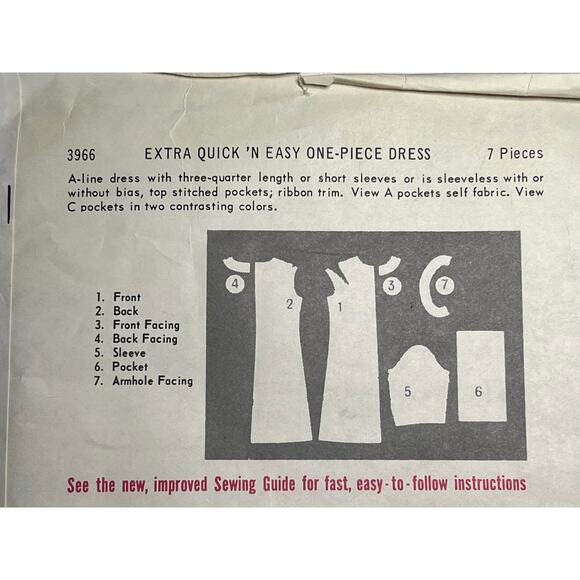 3966 EXTRA QUICK 'N EASY ONE-PIECE DRESS 7 Pieces
A-line dress with three-quarter length or short sleeves or is sleeveless with or
without bias, top stitched pockets; ribbon trim. View A pockets self fabric. View
C pockets in two contrasting colors.
1. Front
2. Back
3. Front Facing
4. Back Facing
5. Sleeve
6. Pocket
7. Armhole Facing
4 2 1 3 7
5 6
See the new, improved Sewing Guide for fast, easy-to-follow instructions